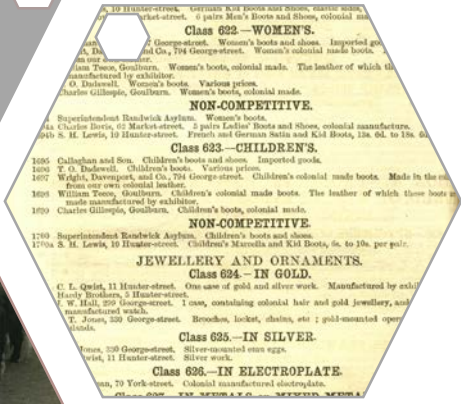 10 Hunter-street. German Kid Boots and Shoes,
market-street. 6 pairs Men's Boots and Shoes, colonial
Class 622.—WOMEN'S.
George-street. Women's boots and shoes. Imported
and Co., 794 George-street. Women's colonial made boots.
from our
Teece, Goulburn. Women's boots, colonial made. The leather of which
manufactured by exhibitor.
O. Dadswell. Women's Boots. Various prices.
Charles Gillespie, Goulburn. Women's boots, colonial made.
NON-COMPETITIVE.
Superintendent Randwick Asylum. Women's boots.
Charles Boris, 62 Market-street. 5 pairs Ladies' Boots and Shoes, colonial manufacture.
S. H. Lewis, 10 Hunter-street. French and German Satin and Kid Boots, 13s. 6d. to 18s.
Class 623.—CHILDREN'S.
1695 Callaghan and Son. Children's boots and shoes. Imported goods.
1696 T. O. Dadswell. Children's boots. Various prices.
1697 Wright, Davenport, and Co., 794 George-street. Children's colonial made boots. Made in the
from our own colonial leather.
1698 William Teece, Goulburn. Children's colonial made boots. The leather of which these boots
made manufactured by exhibitor.
1699 Charles Gillespie, Goulburn. Children's boots, colonial made.
NON-COMPETITIVE.
1700 Superintendent Randwick Asylum. Children's boots and shoes.
1700a S. H. Lewis, 10 Hunter-street. Children's Marcella and Kid Boots, 6s. to 10s. per pair.
JEWELLERY AND ORNAMENTS.
Class 624.—IN GOLD.
C. L. Qwist, 11 Hunter-street. One case of gold and silver work. Manufactured by
Hardy Brothers, 5 Hunter-street.
J. W. Hall, 299 George-street. 1 case, containing colonial hair and gold jewellery, and
manufactured watch.
T. Jones, 330 George-street. Brooches, locket, chains, etc; gold-mounted
Class 625.—IN SILVER.
Jones, 330 George-street. Silver-mounted emu eggs.
Qwist, 11 Hunter-street. Silver work.
Class 626.—IN ELECTROPLATE.
70 York-street. Colonial manufactured electroplate.